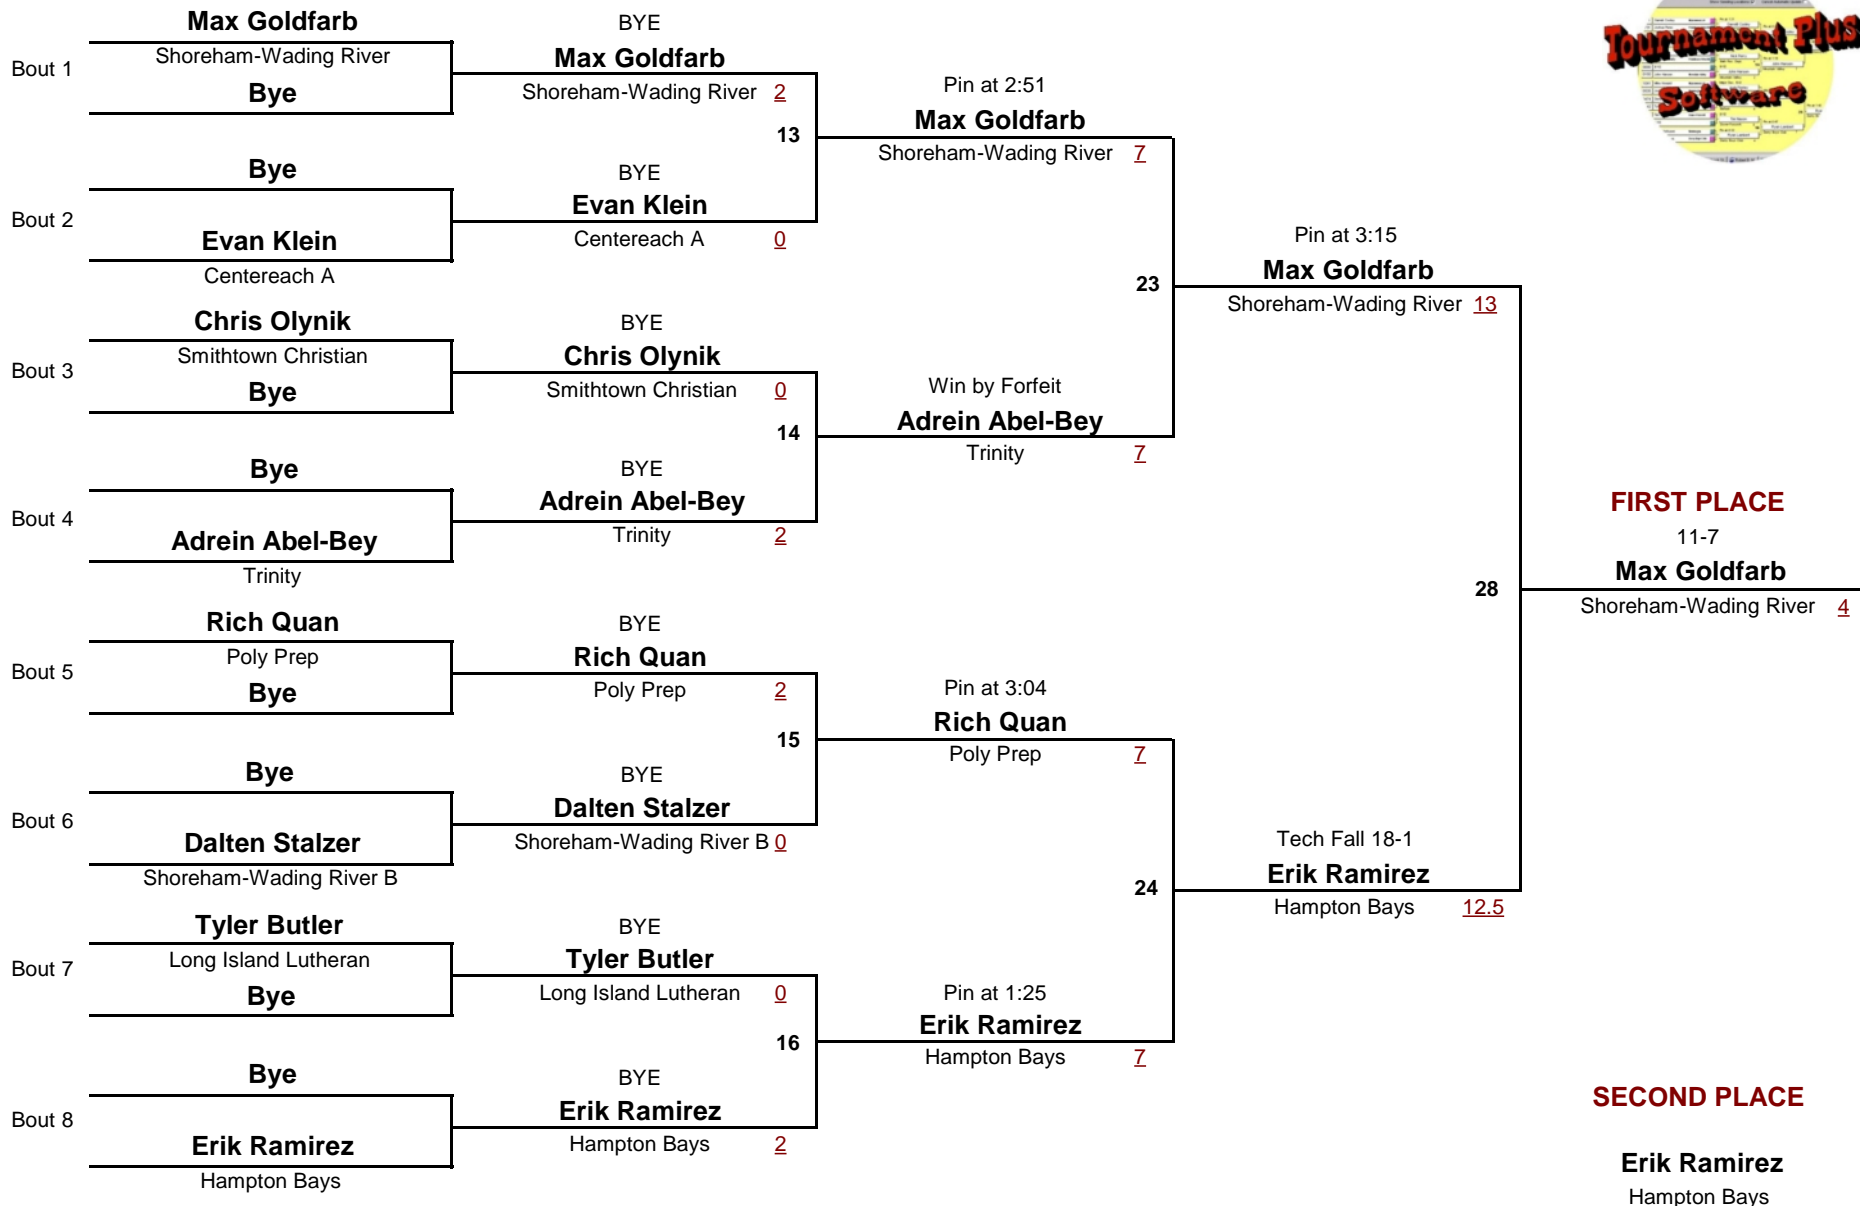 Tournament Plus
Software
Max Goldfarb
Shoreham-Wading River
Bout 1
Bye
Bye
Bout 2
Evan Klein
Centereach A
Chris Olynik
Smithtown Christian
Bout 3
Bye
Bye
Bout 4
Adrein Abel-Bey
Trinity
Rich Quan
Poly Prep
Bout 5
Bye
Bye
Bout 6
Dalten Stalzer
Shoreham-Wading River B
Tyler Butler
Long Island Lutheran
Bout 7
Bye
Bye
Bout 8
Erik Ramirez
Hampton Bays
BYE
Max Goldfarb
Shoreham-Wading River 2
13
BYE
Evan Klein
Centereach A 0
BYE
Chris Olynik
Smithtown Christian 0
14
BYE
Adrein Abel-Bey
Trinity 2
BYE
Rich Quan
Poly Prep 2
15
BYE
Dalten Stalzer
Shoreham-Wading River B 0
BYE
Tyler Butler
Long Island Lutheran 0
16
BYE
Erik Ramirez
Hampton Bays 2
Pin at 2:51
Max Goldfarb
Shoreham-Wading River 7
23
Win by Forfeit
Adrein Abel-Bey
Trinity 7
Pin at 3:04
Rich Quan
Poly Prep 7
24
Pin at 1:25
Erik Ramirez
Hampton Bays 7
Pin at 3:15
Max Goldfarb
Shoreham-Wading River 13
28
Tech Fall 18-1
Erik Ramirez
Hampton Bays 12.5
FIRST PLACE
11-7
Max Goldfarb
Shoreham-Wading River 4
SECOND PLACE
Erik Ramirez
Hampton Bays